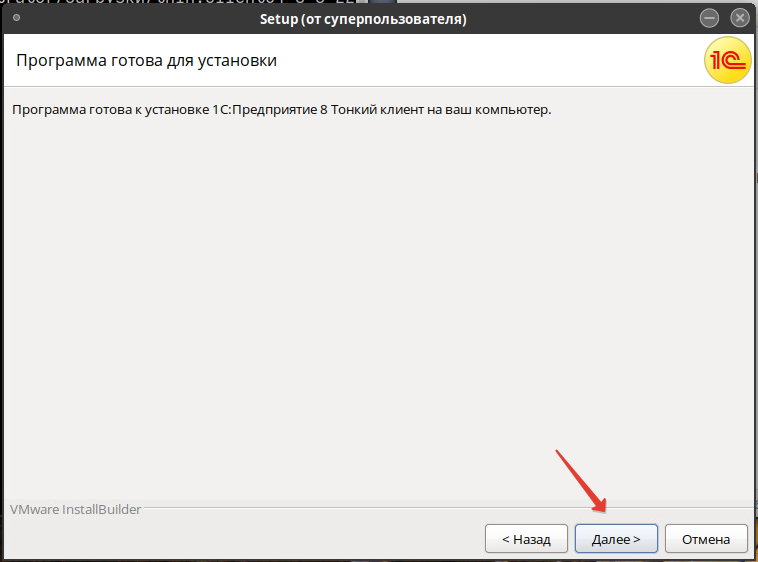 Setup (от суперпользователя)
Программа готова для установки
1С
Программа готова к установке 1С:Предприятие 8 Тонкий клиент на ваш компьютер.
VMware InstallBuilder
< Назад
Далее >
Отмена